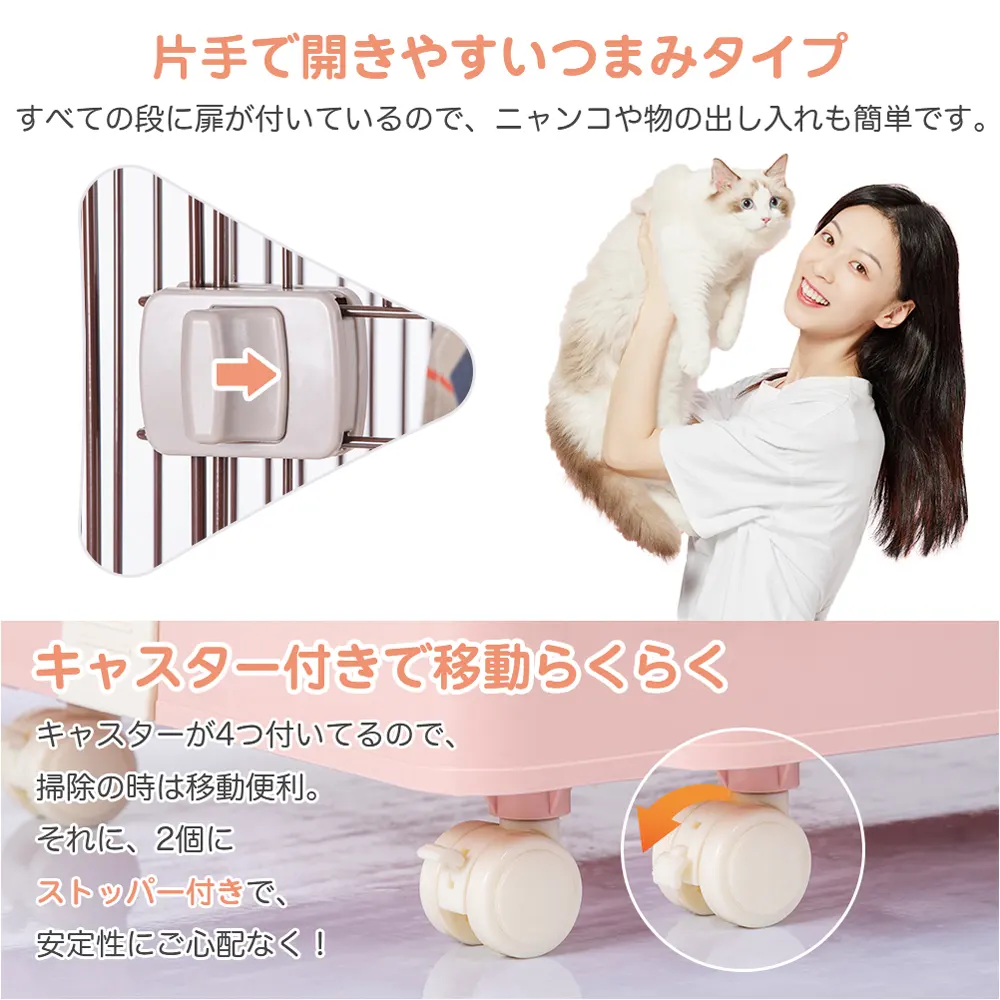 片手で開きやすいつまみタイプ
すべての段に扉が付いているので、ニャンコや物の出し入れも簡単です。
キャスター付きで移動らくらく
キャスターが4つ付いてるので、
掃除の時は移動便利。
それに、2個に
ストッパー付きで、
安定性にご心配なく！